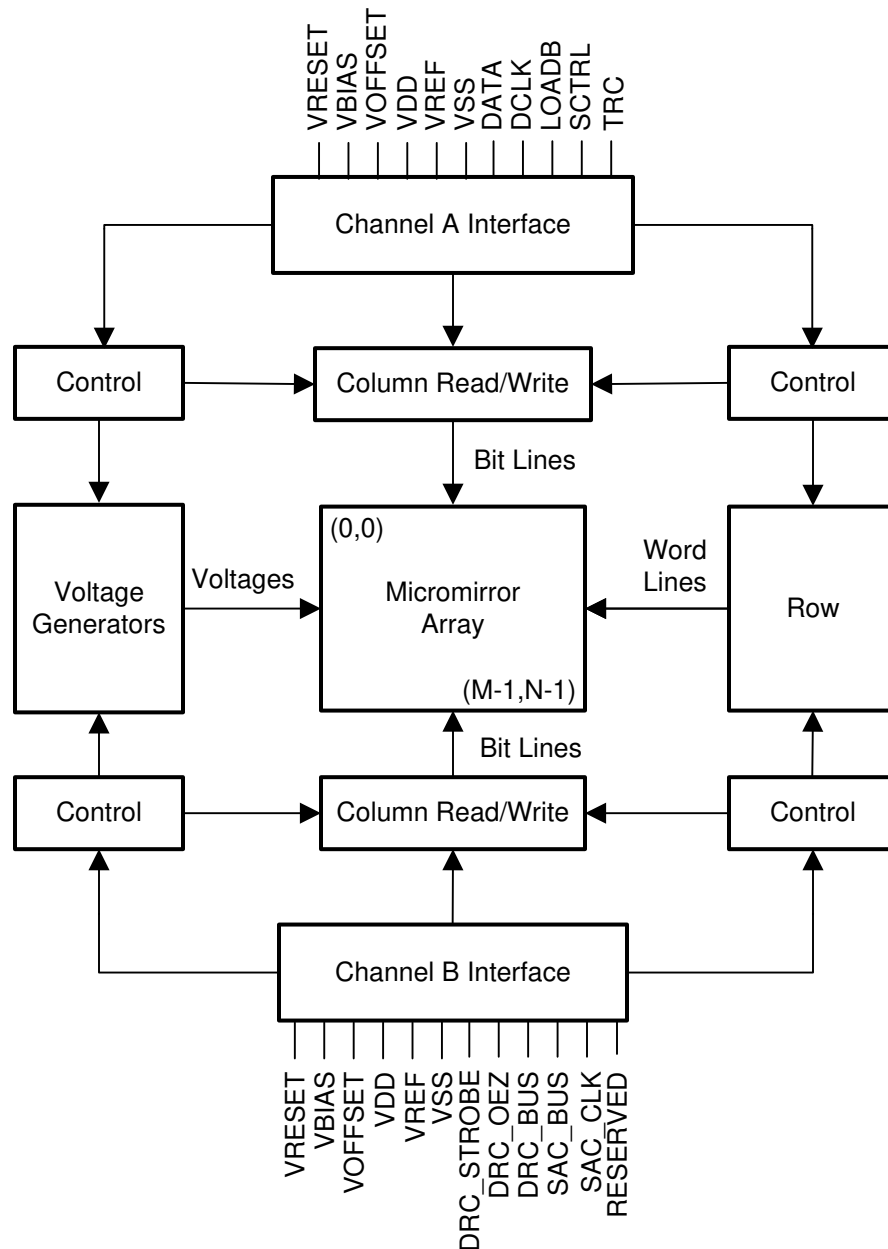 VRESET
VBIAS
VOFFSET
VDD
VREF
VSS
DATA
DCLK
LOADB
SCTRL
TRC
Channel A Interface
Control
Column Read/Write
Control
Bit Lines
(0,0)
Voltage
Generators
Voltages
Micromirror
Array
Word
Lines
Row
(M-1,N-1)
Bit Lines
Control
Column Read/Write
Control
Channel B Interface
VRESET
VBIAS
VOFFSET
VDD
VREF
VSS
DRC_STROBE
DRC_OEZ
DRC_BUS
SAC_BUS
SAC_CLK
RESERVED